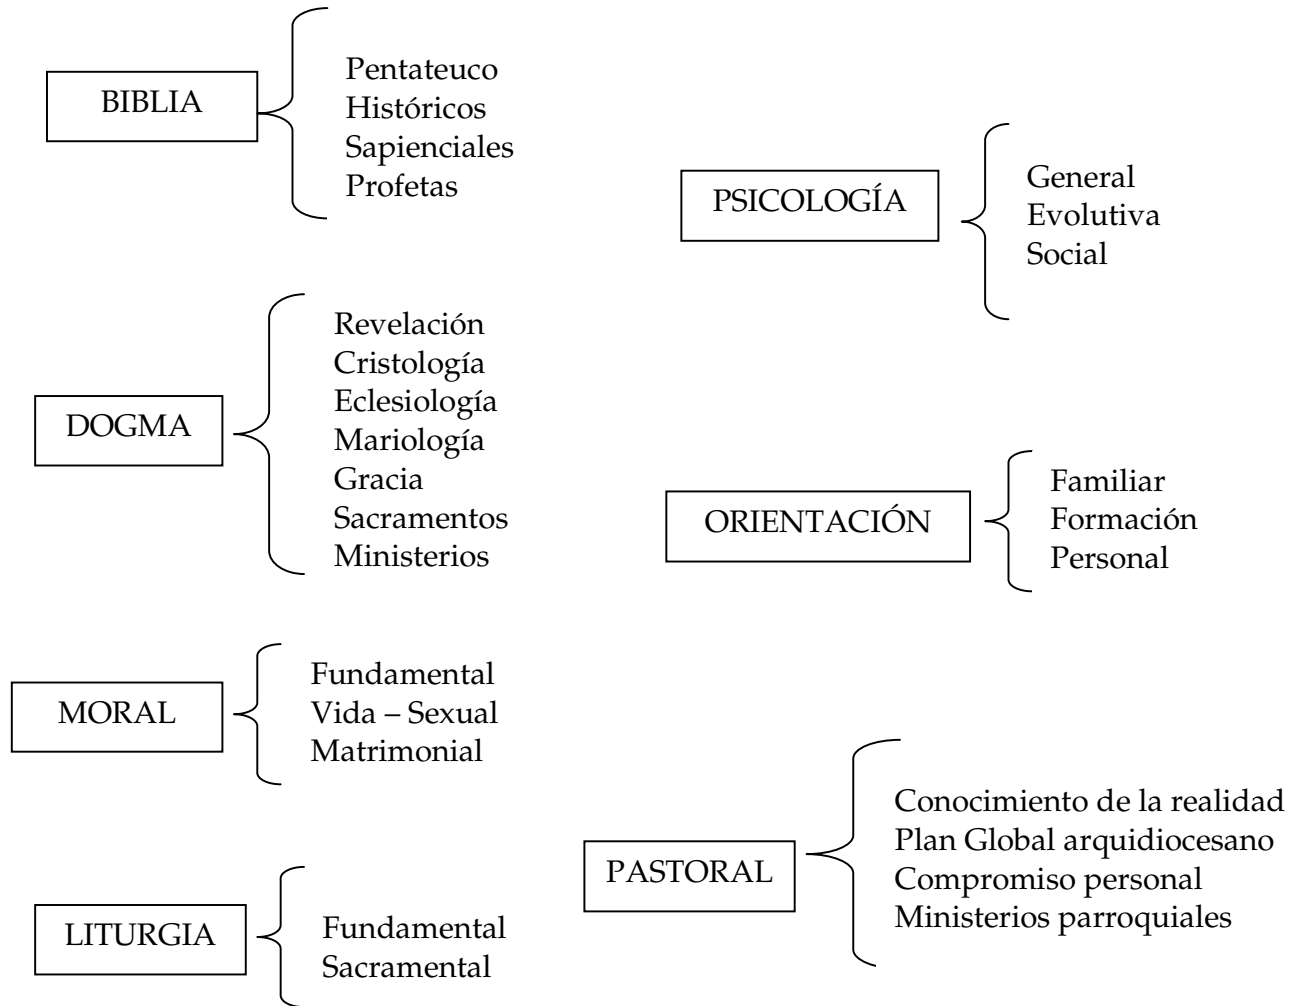 BIBLIA
Pentateuco
Históricos
Sapienciales
Profetas
DOGMA
Revelación
Cristología
Eclesiología
Mariología
Gracia
Sacramentos
Ministerios
MORAL
Fundamental
Vida – Sexual
Matrimonial
LITURGIA
Fundamental
Sacramental
PSICOLOGÍA
General
Evolutiva
Social
ORIENTACIÓN
Familiar
Formación
Personal
PASTORAL
Conocimiento de la realidad
Plan Global arquidiocesano
Compromiso personal
Ministerios parroquiales